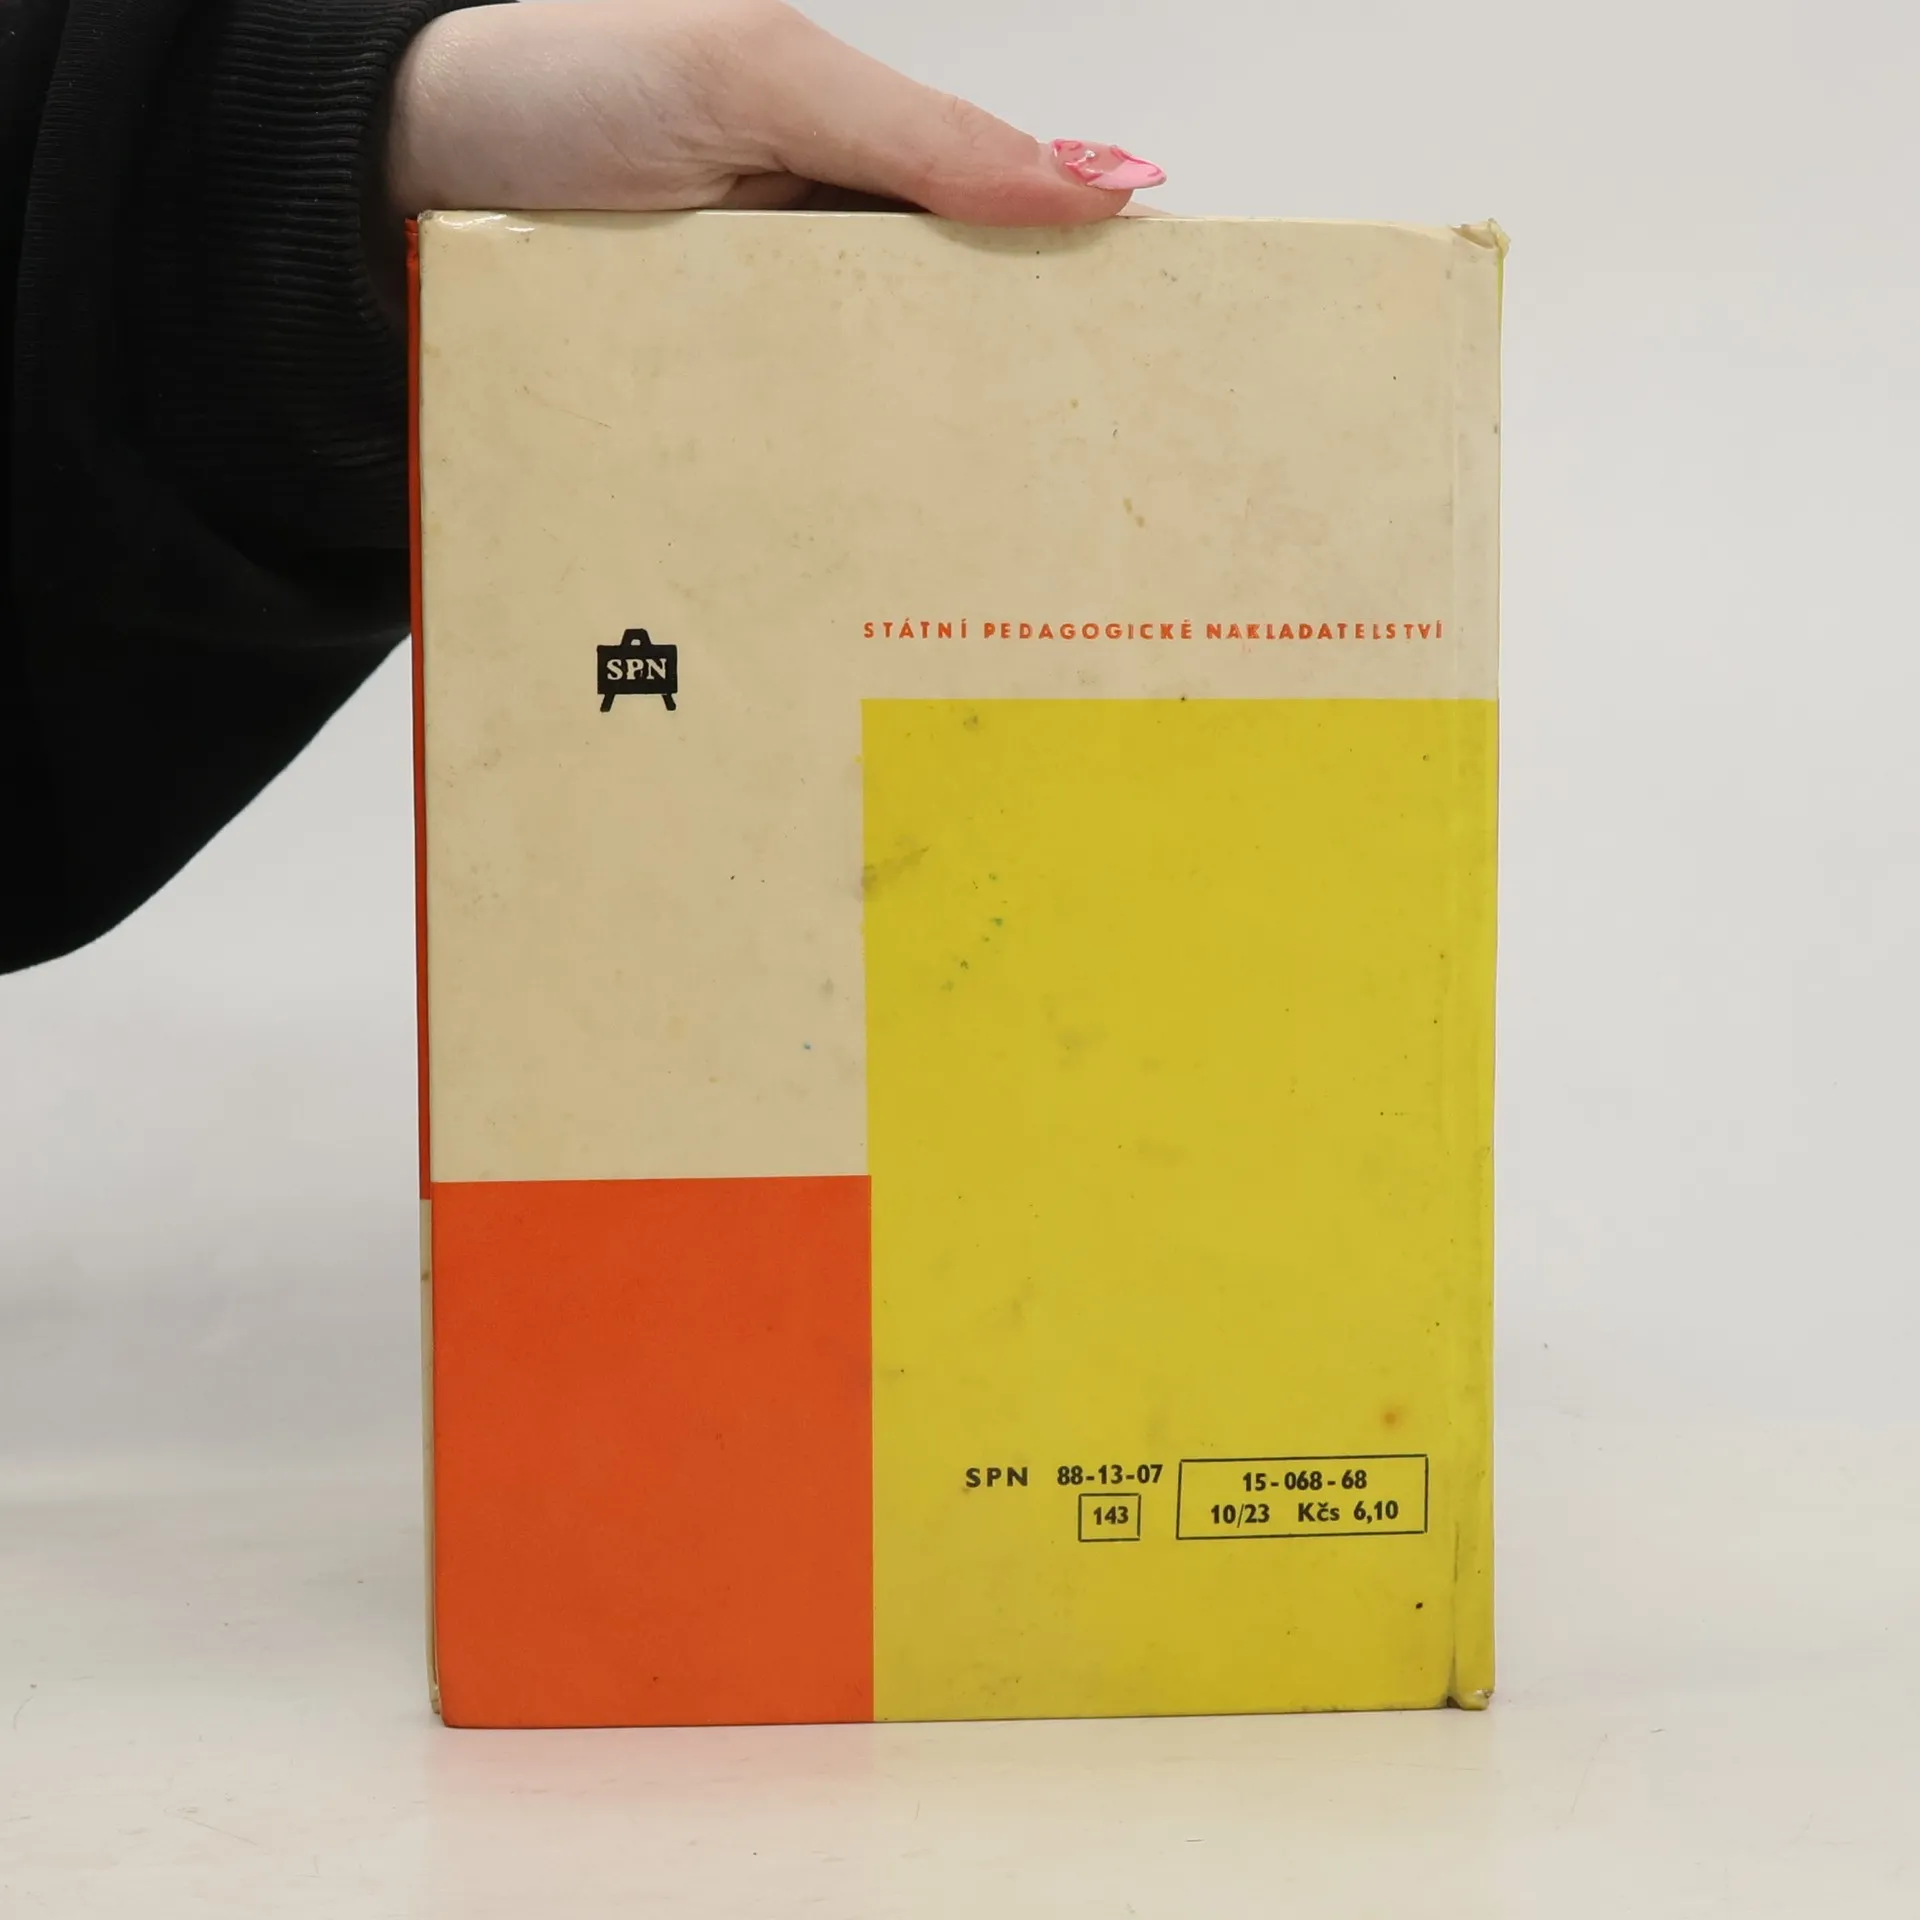 STÁTNÍ PEDAGOGICKÉ NAKLADATELSTVÍ
SPN
SPN 88-13-07
143
15-068-68
10/23 Kčs 6,10